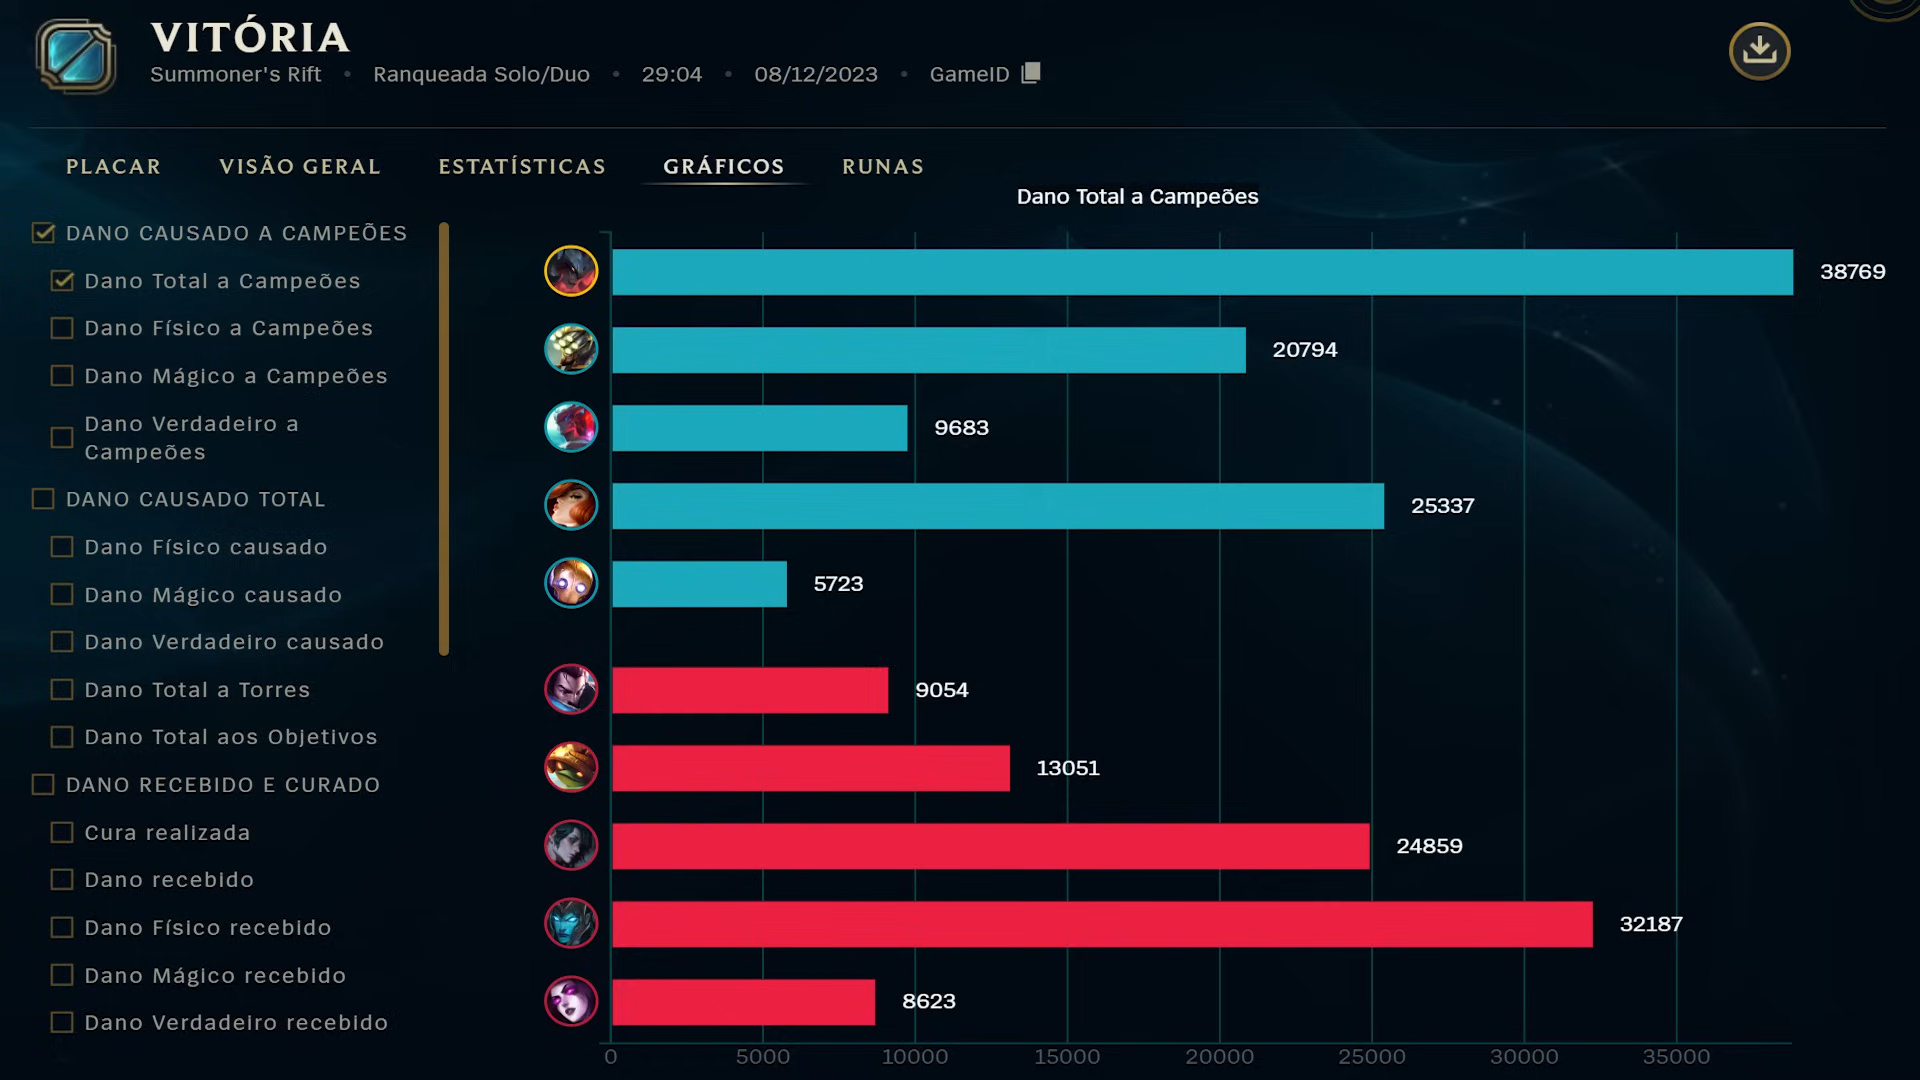 VITÓRIA
Summoner's Rift • Ranqueada Solo/Duo • 29:04 • 08/12/2023 • GameID
PLACAR VISÃO GERAL ESTATÍSTICAS GRÁFICOS RUNAS
DANO CAUSADO A CAMPEÕES
Dano Total a Campeões
Dano Físico a Campeões
Dano Mágico a Campeões
Dano Verdadeiro a
Campeões
DANO CAUSADO TOTAL
Dano Físico causado
Dano Mágico causado
Dano Verdadeiro causado
Dano Total a Torres
Dano Total aos Objetivos
DANO RECEBIDO E CURADO
Cura realizada
Dano recebido
Dano Físico recebido
Dano Mágico recebido
Dano Verdadeiro recebido
Dano Total a Campeões
38769
20794
9683
25337
5723
9054
13051
24859
32187
8623
0 5000 10000 15000 20000 25000 30000 35000